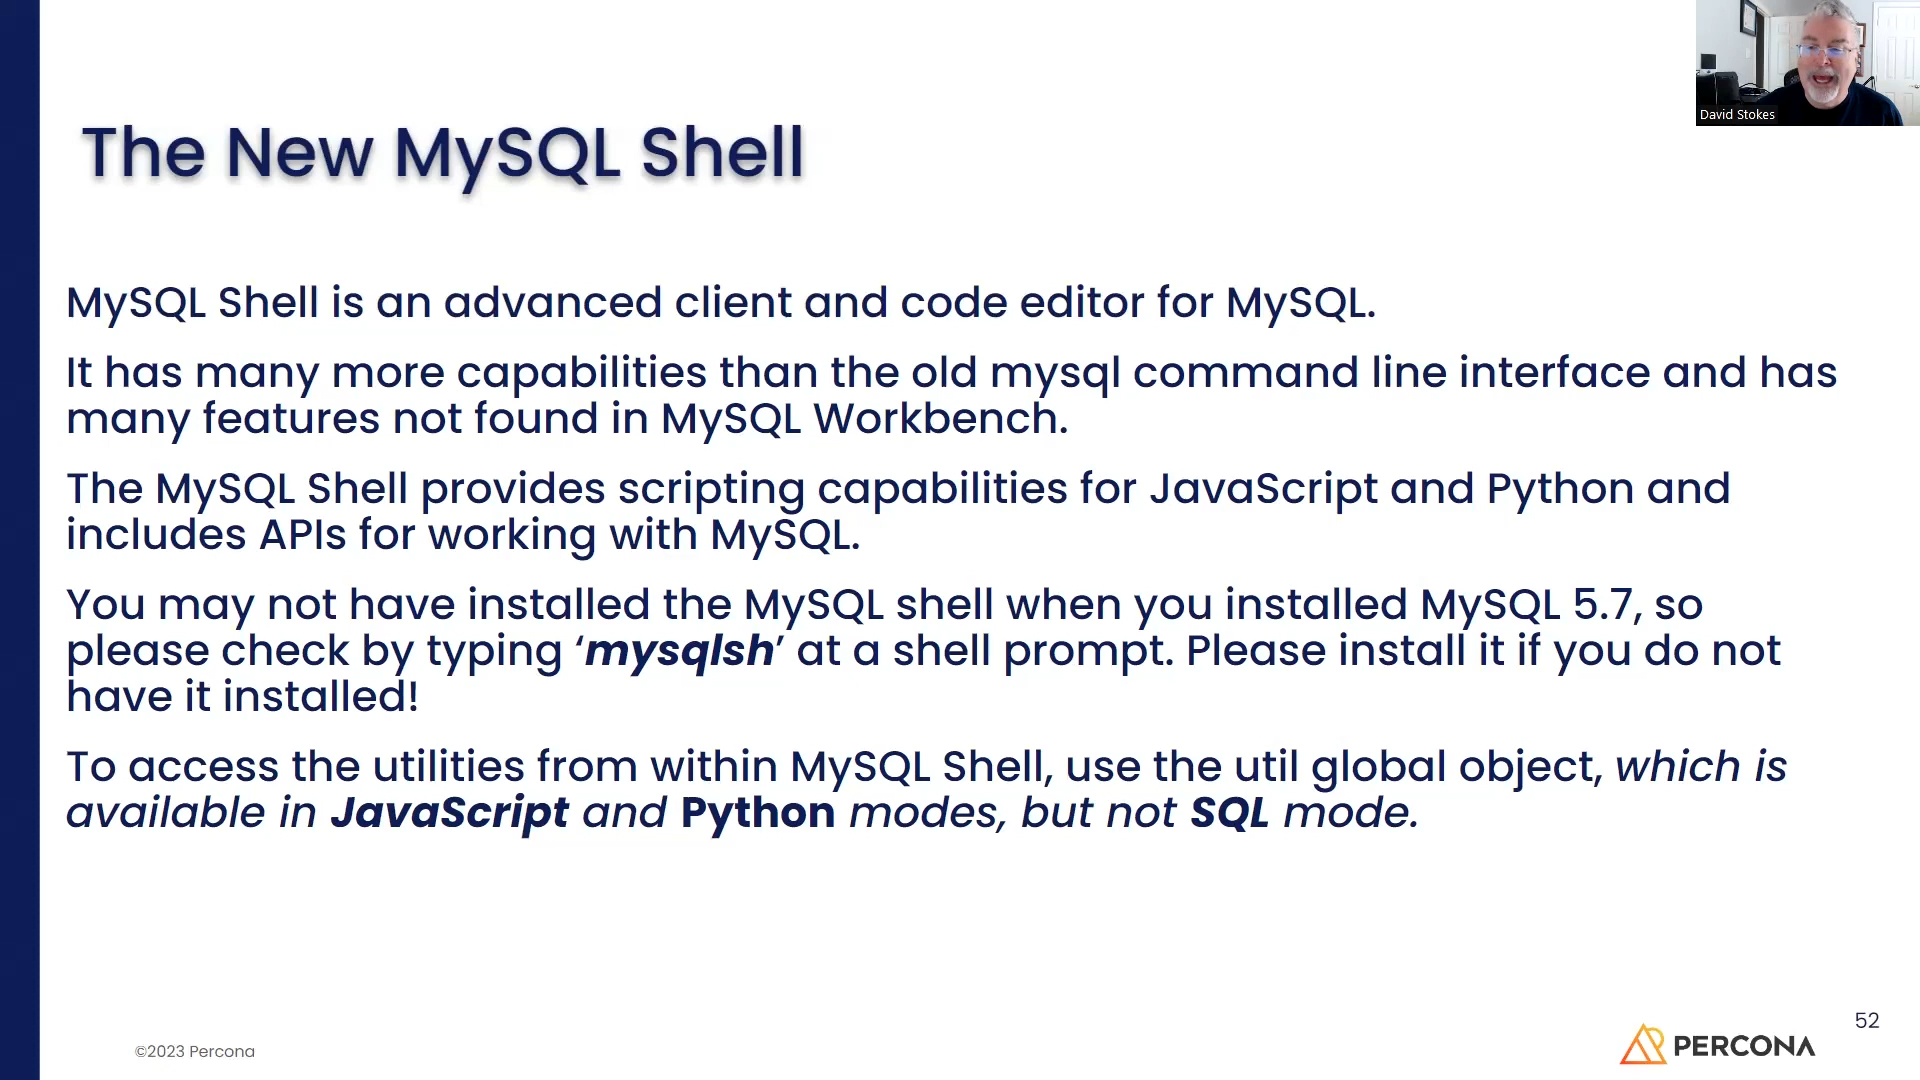 David Stokes
The New MySQL Shell
MySQL Shell is an advanced client and code editor for MySQL.
It has many more capabilities than the old mysql command line interface and has
many features not found in MySQL Workbench.
The MySQL Shell provides scripting capabilities for JavaScript and Python and
includes APIs for working with MySQL.
You may not have installed the MySQL shell when you installed MySQL 5.7, so
please check by typing ‘mysqlsh’ at a shell prompt. Please install it if you do not
have it installed!
To access the utilities from within MySQL Shell, use the util global object, which is
available in JavaScript and Python modes, but not SQL mode.
52
©2023 Percona
PERCONA